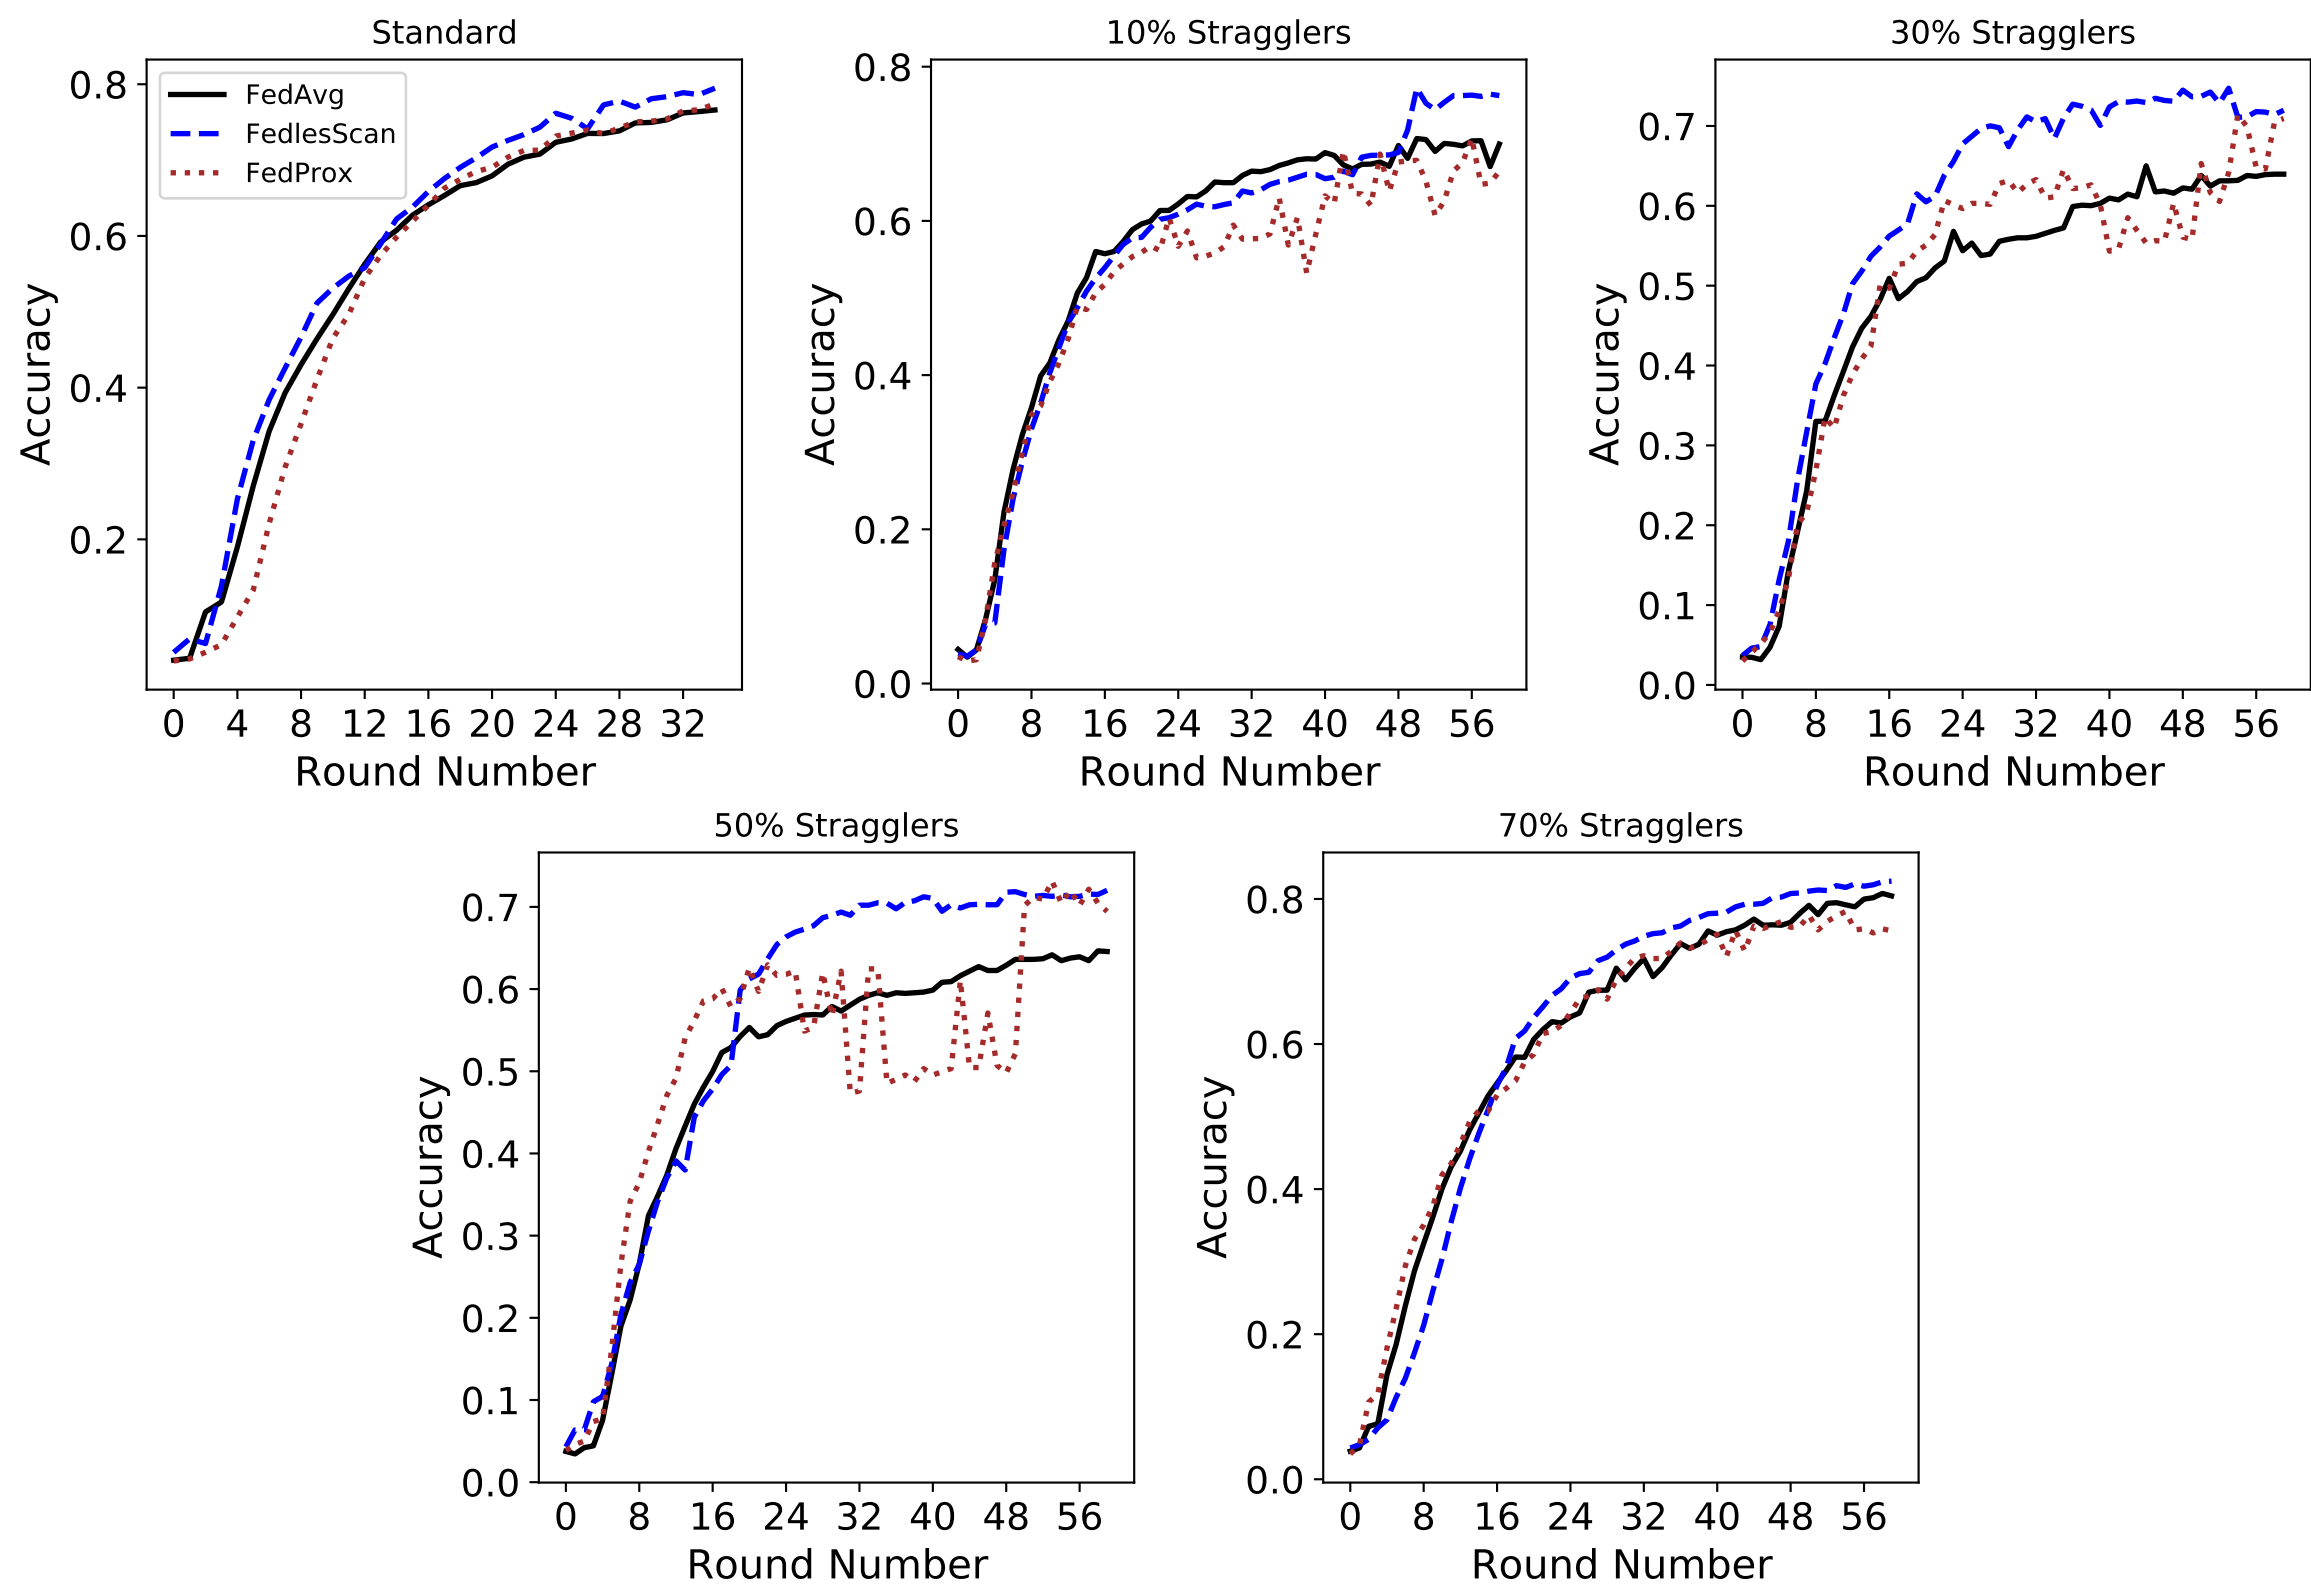 Standard
0.8
0.6
0.4
0.2
Accuracy
FedAvg
FedlesScan
FedProx
0 4 8 12 16 20 24 28 32
Round Number
10% Stragglers
0.8
0.6
0.4
0.2
0.0
Accuracy
0 8 16 24 32 40 48 56
Round Number
30% Stragglers
0.7
0.6
0.5
0.4
0.3
0.2
0.1
0.0
Accuracy
0 8 16 24 32 40 48 56
Round Number
50% Stragglers
0.7
0.6
0.5
0.4
0.3
0.2
0.1
0.0
Accuracy
0 8 16 24 32 40 48 56
Round Number
70% Stragglers
0.8
0.6
0.4
0.2
0.0
Accuracy
0 8 16 24 32 40 48 56
Round Number